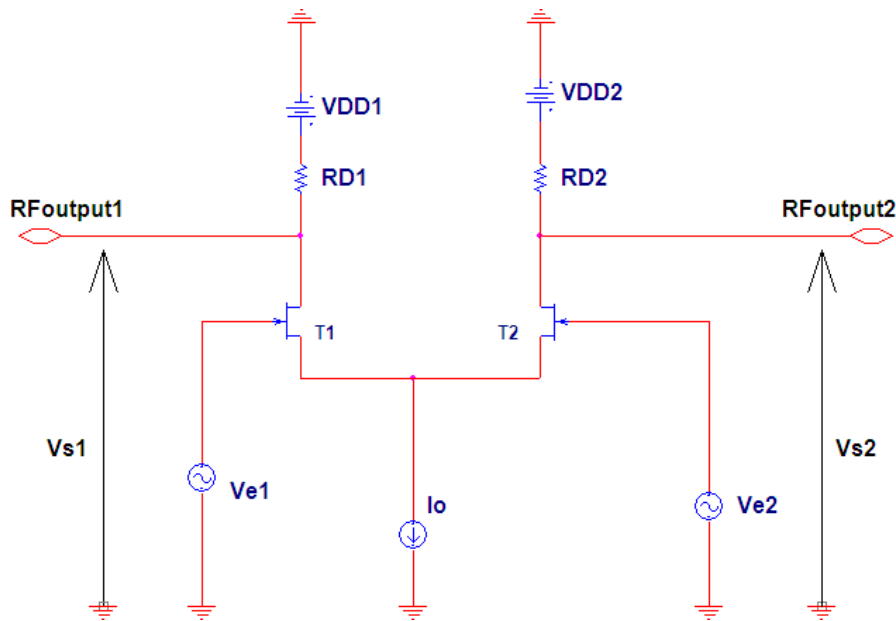 VDD1
VDD2
RD1
RD2
RFoutput1
RFoutput2
T1
T2
Vs1
Vs2
Ve1
Io
Ve2